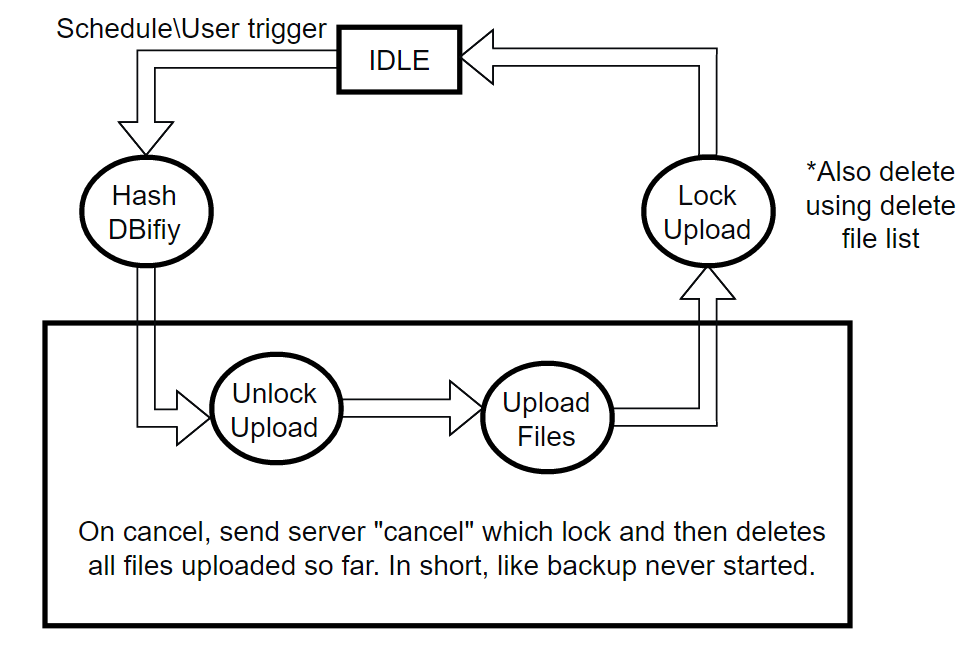 Schedule\User trigger
IDLE
Hash
DBifiy
Lock
Upload
*Also delete
using delete
file list
Unlock
Upload
Upload
Files
On cancel, send server "cancel" which lock and then deletes
all files uploaded so far. In short, like backup never started.